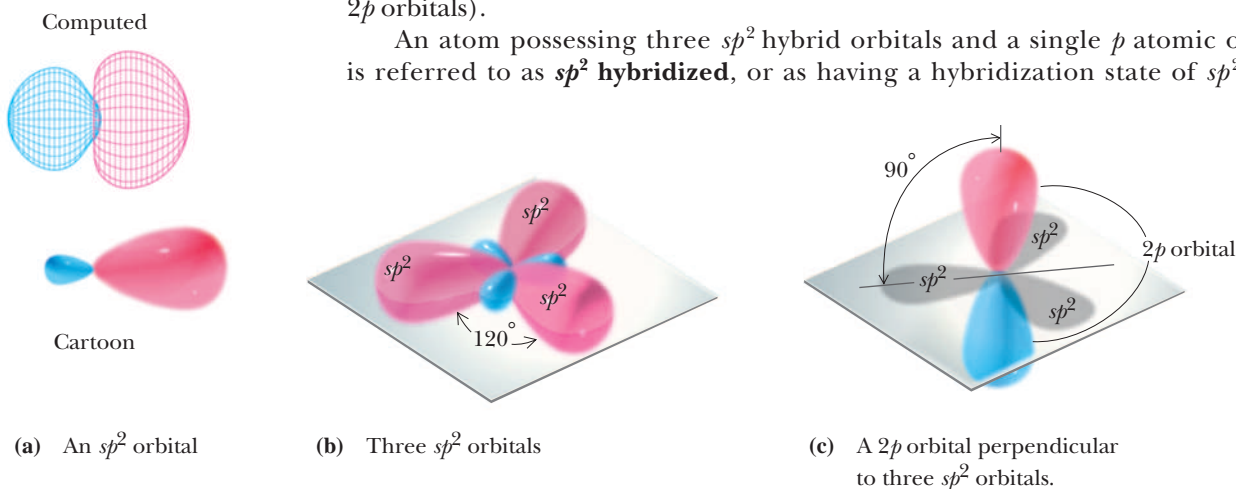 2p orbitals).
An atom possessing three sp² hybrid orbitals and a single p atomic o
is referred to as sp² hybridized, or as having a hybridization state of sp²
Computed
Cartoon
(a) An sp² orbital
sp²
sp²
sp²
120°
(b) Three sp² orbitals
90°
sp²
sp²
sp²
2p orbital
(c) A 2p orbital perpendicular
to three sp² orbitals.